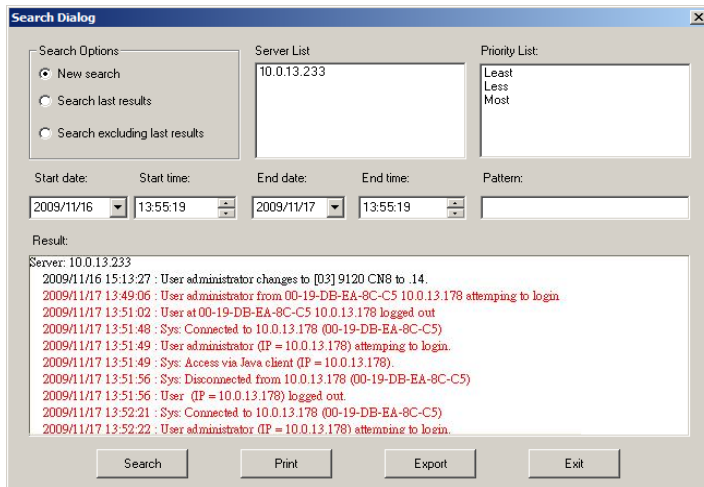 Search Dialog
Search Options
New search
Search last results
Search excluding last results
Server List
10.0.13.233
Priority List:
Least
Less
Most
Start date:
Start time:
End date:
End time:
Pattern:
2009/11/16
13:55:19
2009/11/17
13:55:19
Result:
Server: 10.0.13.233
2009/11/16 15:13:27 : User administrator changes to [03] 9120 CN8 to .14.
2009/11/17 13:49:06 : User administrator from 00-19-DB-EA-8C-C5 10.0.13.178 attemping to login
2009/11/17 13:51:02 : User at 00-19-DB-EA-8C-C5 10.0.13.178 logged out
2009/11/17 13:51:48 : Sys: Connected to 10.0.13.178 (00-19-DB-EA-8C-C5)
2009/11/17 13:51:49 : User administrator (IP = 10.0.13.178) attemping to login.
2009/11/17 13:51:49 : Sys: Access via Java client (IP = 10.0.13.178).
2009/11/17 13:51:56 : Sys: Disconnected from 10.0.13.178 (00-19-DB-EA-8C-C5)
2009/11/17 13:51:56 : User (IP = 10.0.13.178) logged out.
2009/11/17 13:52:21 : Sys: Connected to 10.0.13.178 (00-19-DB-EA-8C-C5)
2009/11/17 13:52:22 : User administrator (IP = 10.0.13.178) attemping to login.
Search
Print
Export
Exit